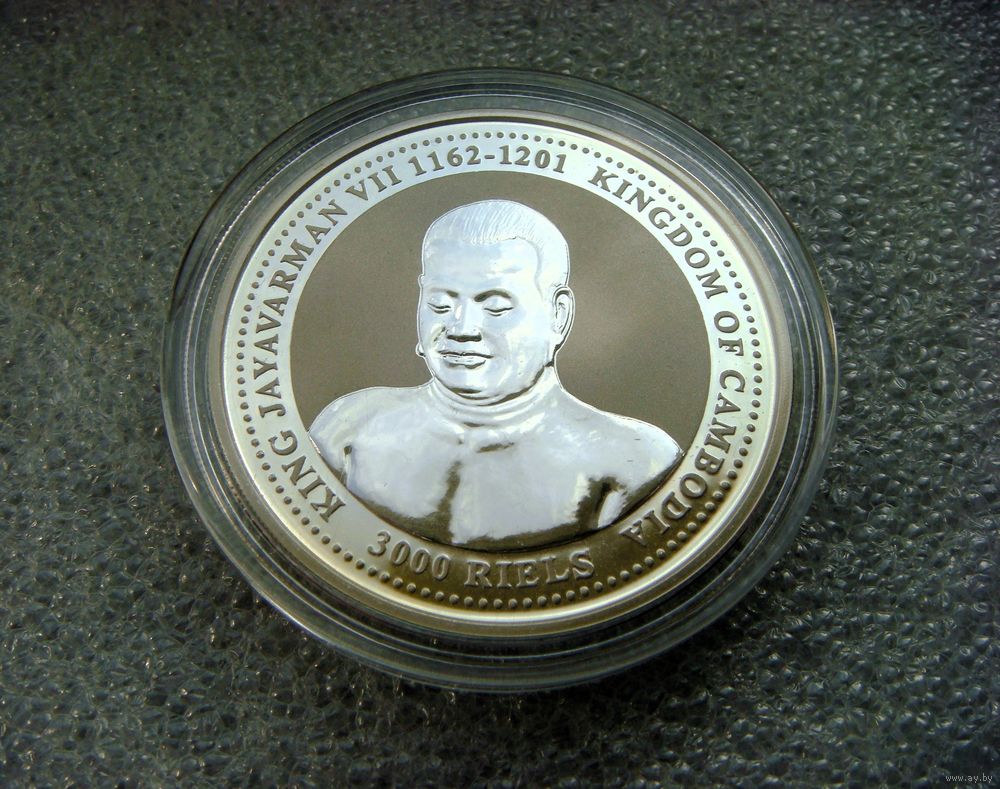 KING JAYAVARMAN VII 1162-1201 KINGDOM OF CAMBODIA
3000 RIELS
www.ay.by